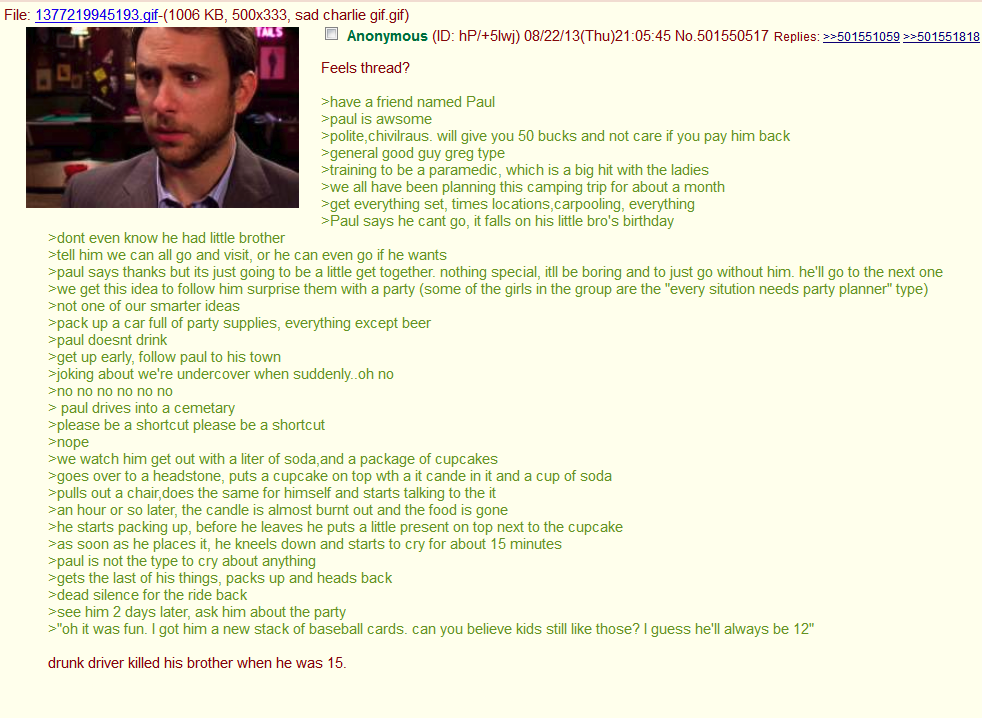 File: 1377219945193.gif-(1006 KB, 500x333, sad charlie gif.gif)
TALS
Anonymous (ID: hP/+5lwj) 08/22/13(Thu)21:05:45 No.501550517 Replies: >>501551059 >>501551818
Feels thread?
>have a friend named Paul
>paul is awsome
>polite,chivilraus. will give you 50 bucks and not care if you pay him back
>general good guy greg type
>training to be a paramedic, which is a big hit with the ladies
>we all have been planning this camping trip for about a month
>get everything set, times locations,carpooling, everything
>Paul says he cant go, it falls on his little bro's birthday
>dont even know he had little brother
>tell him we can all go and visit, or he can even go if he wants
>paul says thanks but its just going to be a little get together. nothing special, itll be boring and to just go without him. he'll go to the next one
>we get this idea to follow him surprise them with a party (some of the girls in the group are the "every sitution needs party planner" type)
>not one of our smarter ideas
>pack up a car full of party supplies, everything except beer
>paul doesnt drink
>get up early, follow paul to his town
>joking about we're undercover when suddenly..oh no
>no no no no no no
> paul drives into a cemetary
>please be a shortcut please be a shortcut
>nope
>we watch him get out with a liter of soda,and a package of cupcakes
>goes over to a headstone, puts a cupcake on top wth a it cande in it and a cup of soda
>pulls out a chair,does the same for himself and starts talking to the it
>an hour or so later, the candle is almost burnt out and the food is gone
>he starts packing up, before he leaves he puts a little present on top next to the cupcake
>as soon as he places it, he kneels down and starts to cry for about 15 minutes
>paul is not the type to cry about anything
>gets the last of his things, packs up and heads back
>dead silence for the ride back
>see him 2 days later, ask him about the party
>"oh it was fun. I got him a new stack of baseball cards. can you believe kids still like those? I guess he'll always be 12"
drunk driver killed his brother when he was 15.